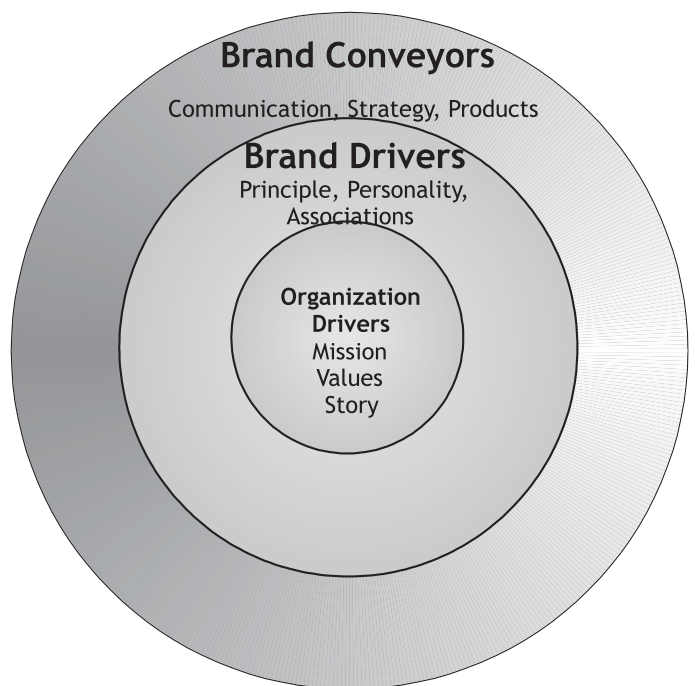 Brand Conveyors
Communication, Strategy, Products
Brand Drivers
Principle, Personality,
Associations
Organization
Drivers
Mission
Values
Story